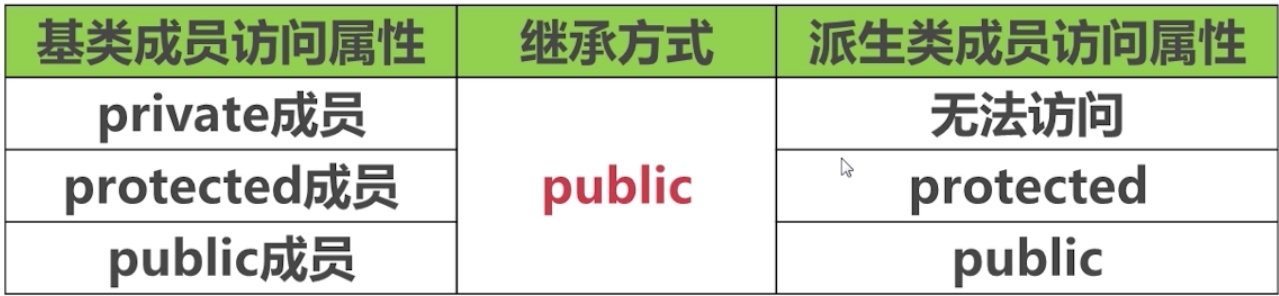 基类成员访问属性 继承方式 派生类成员访问属性
private成员 无法访问
protected成员 public protected
public成员 public